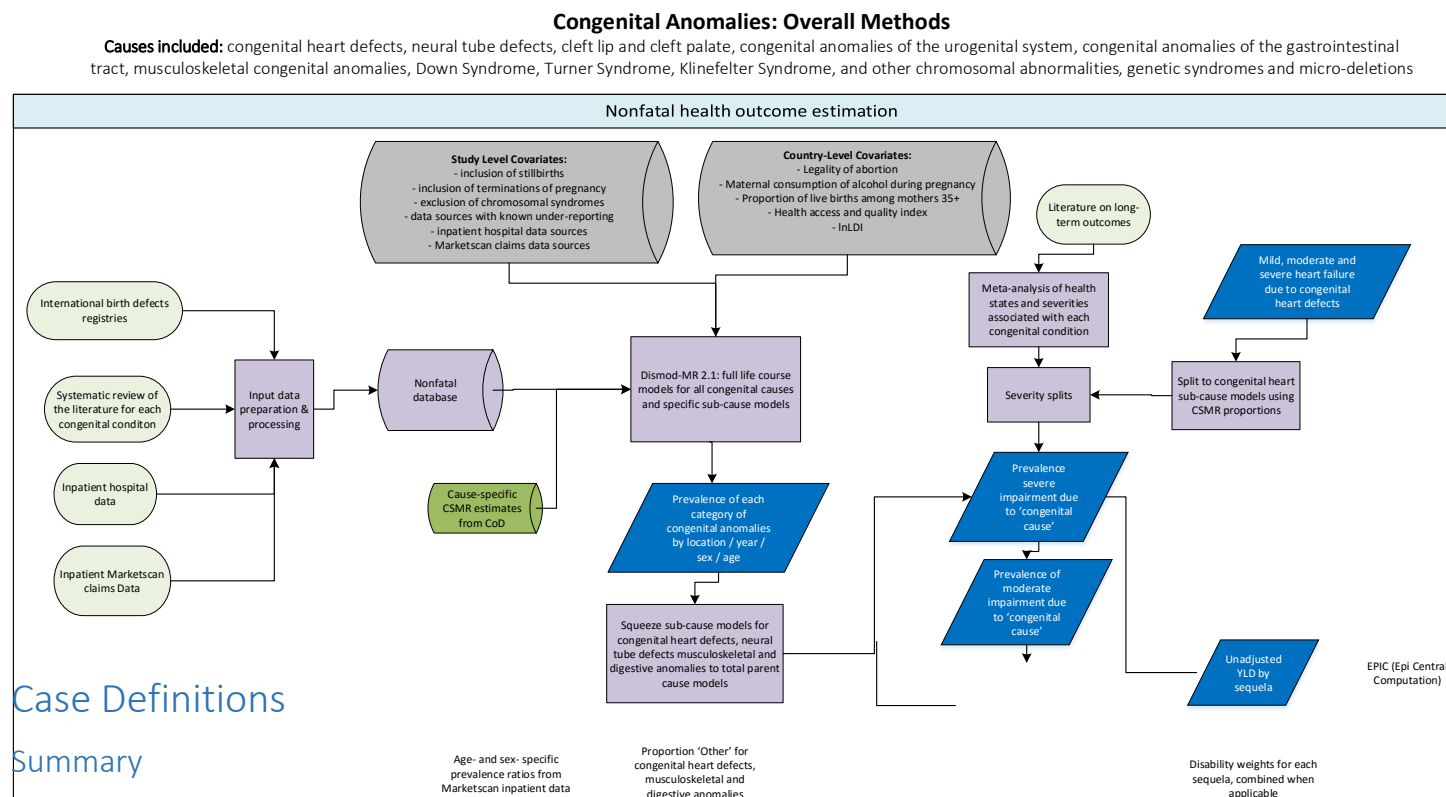 Congenital Anomalies: Overall Methods
Causes included: congenital heart defects, neural tube defects, cleft lip and cleft palate, congenital anomalies of the urogenital system, congenital anomalies of the gastrointestinal
tract, musculoskeletal congenital anomalies, Down Syndrome, Turner Syndrome, Klinefelter Syndrome, and other chromosomal abnormalities, genetic syndromes and micro-deletions
Nonfatal health outcome estimation
Study Level Covariates:
- inclusion of stillbirths
- inclusion of terminations of pregnancy
- exclusion of chromosomal syndromes
- data sources with known under-reporting
- inpatient hospital data sources
- Marketscan claims data sources
Country-Level Covariates:
- Legality of abortion
- Maternal consumption of alcohol during pregnancy
- Proportion of live births among mothers 35+
- Health access and quality index
- lnLDI
Literature on long-
term outcomes
Mild, moderate and
severe heart failure
due to congenital
heart defects
International birth defects
registries
Meta-analysis of health
states and severities
associated with each
congenital condition
Systematic review of
the literature for each
congenital conditon
Input data
preparation &
processing
Nonfatal
database
Dismod-MR 2.1: full life course
models for all congenital causes
and specific sub-cause models
Severity splits
Split to congenital heart
sub-cause models using
CSMR proportions
Inpatient hospital
data
Cause-specific
CSMR estimates
from CoD
Prevalence of each
category of
congenital anomalies
by location / year /
sex / age
Prevalence
severe
impairment due
to ‘congenital
cause’
Inpatient Marketscan
claims Data
Prevalence of
moderate
impairment due
to ‘congenital
cause’
Squeeze sub-cause models for
congenital heart defects, neural
tube defects musculoskeletal and
digestive anomalies to total parent
cause models
Unadjusted
YLD by
sequela
EPIC (Epi Central
Computation)
Case Definitions
Summary
Age- and sex- specific
prevalence ratios from
Marketscan inpatient data
Proportion ‘Other’ for
congenital heart defects,
musculoskeletal and
digestive anomalies
Disability weights for each
sequela, combined when
applicable